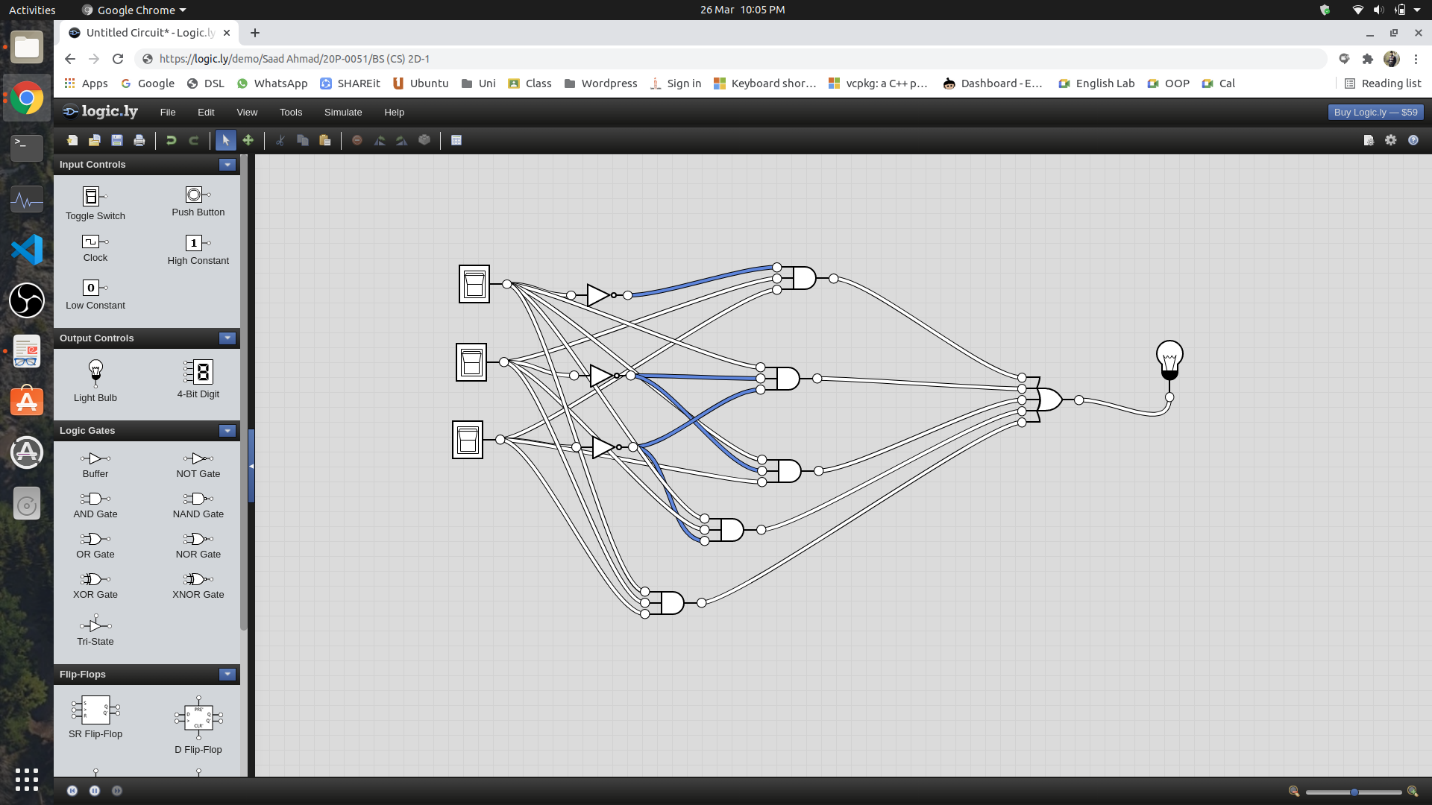 Activities
Google Chrome
26 Mar 10:05 PM
Untitled Circuit* - Logic.ly
https://logic.ly/demo/Saad Ahmad/20P-0051/BS (CS) 2D-1
Apps Google DSL WhatsApp SHAREit Ubuntu Uni Class Wordpress Sign in Keyboard shor... vcpkg: a C++ p... Dashboard - E... English Lab OOP Cal Reading list
logic.ly File Edit View Tools Simulate Help Buy Logic.ly — $59
Input Controls
Toggle Switch Push Button
Clock High Constant
1
Low Constant
0
Output Controls
Light Bulb 4-Bit Digit
8
Logic Gates
Buffer NOT Gate
AND Gate NAND Gate
OR Gate NOR Gate
XOR Gate XNOR Gate
Tri-State
Flip-Flops
SR Flip-Flop D Flip-Flop